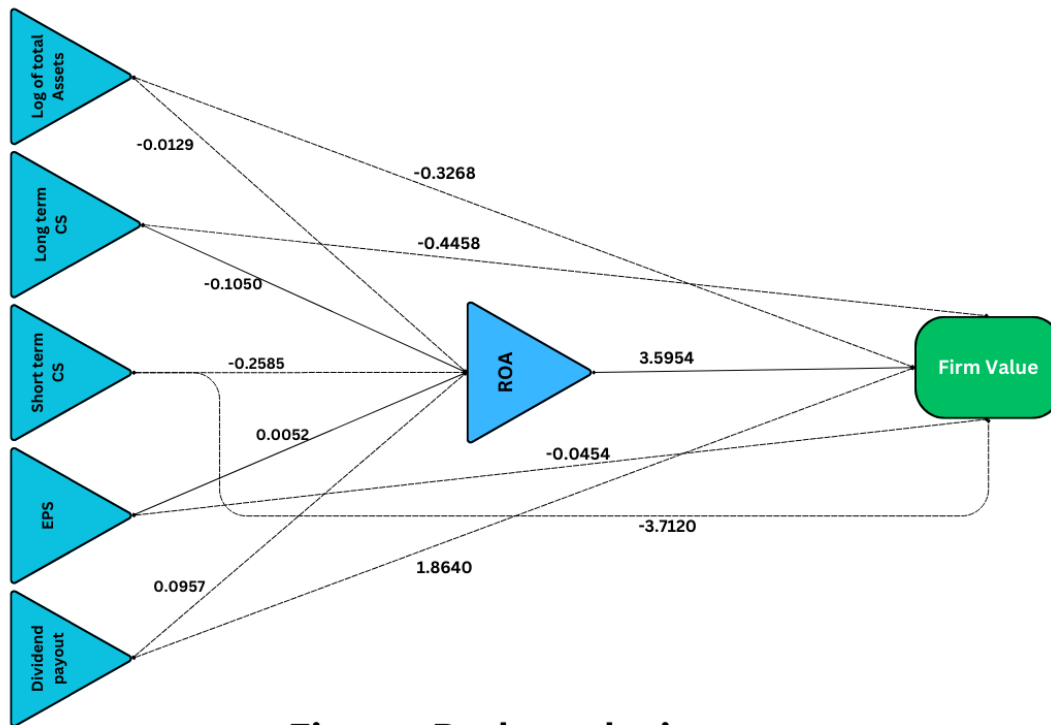 Log of total
Assets
-0.0129
-0.3268
Long term
CS
-0.4458
-0.1050
Short term
CS
-0.2585
ROA
3.5954
Firm Value
0.0052
-0.0454
EPS
-3.7120
1.8640
0.0957
Dividend
payout